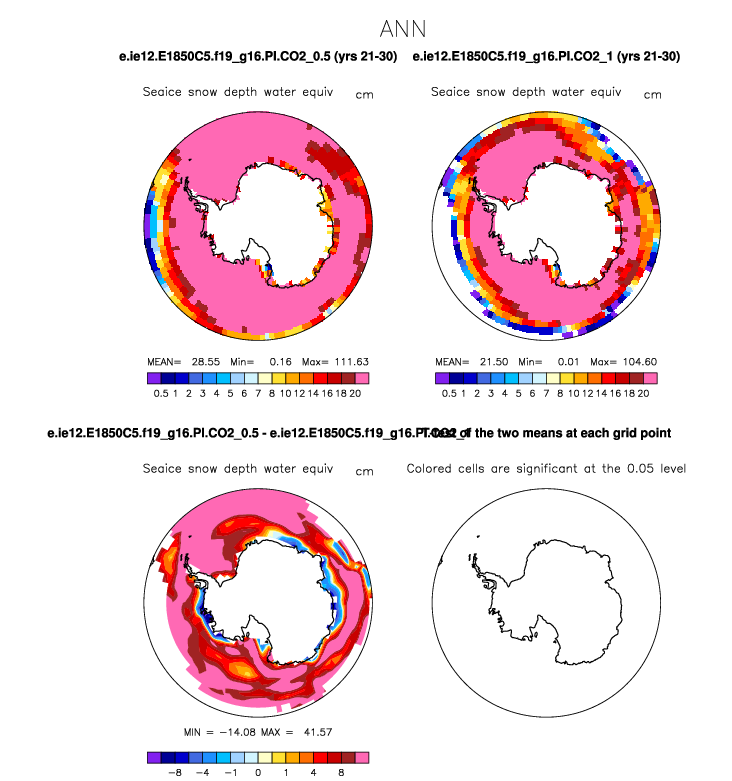 ANN
e.ie12.E1850C5.f19_g16.PI.CO2_0.5 (yrs 21-30)
e.ie12.E1850C5.f19_g16.PI.CO2_1 (yrs 21-30)
Seaice snow depth water equiv cm
Seaice snow depth water equiv cm
MEAN= 28.55 Min= 0.16 Max= 111.63
MEAN= 21.50 Min= 0.01 Max= 104.60
0.5 1 2 3 4 5 6 7 8 10 12 14 16 18 20
0.5 1 2 3 4 5 6 7 8 10 12 14 16 18 20
e.ie12.E1850C5.f19_g16.PI.CO2_0.5 - e.ie12.E1850C5.f19_g16.PI.CO2_1
T-Test of the two means at each grid point
Seaice snow depth water equiv cm
Colored cells are significant at the 0.05 level
MIN = -14.08 MAX = 41.57
-8 -4 -1 0 1 4 8